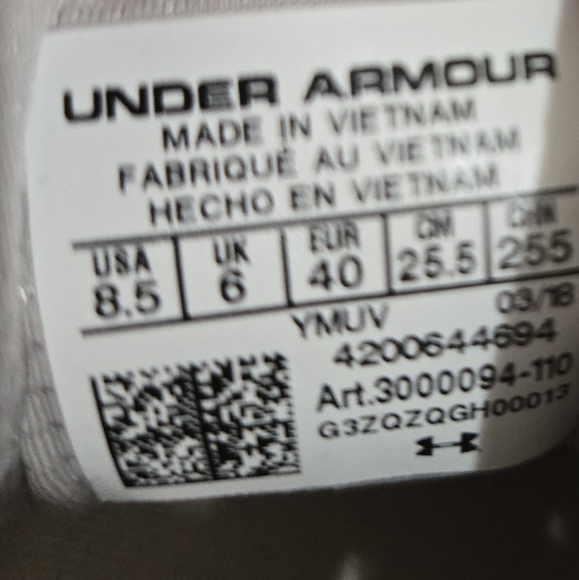 UNDER ARMOUR
MADE IN VIETNAM
FABRIQUÉ AU VIETNAM
HECHO EN VIETNAM
USA UK EUR CM CHN
8.5 6 40 25.5 255
YMUV 03/18
4200644694
Art.3000094-110
G3ZQZQGH00013